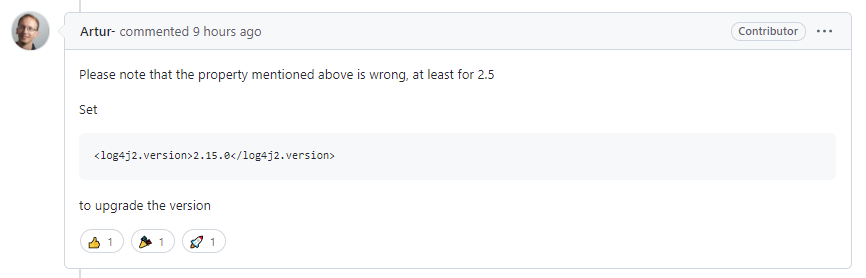 Artur- commented 9 hours ago Contributor
Please note that the property mentioned above is wrong, at least for 2.5
Set
<log4j2.version>2.15.0</log4j2.version>
to upgrade the version
1 1 1